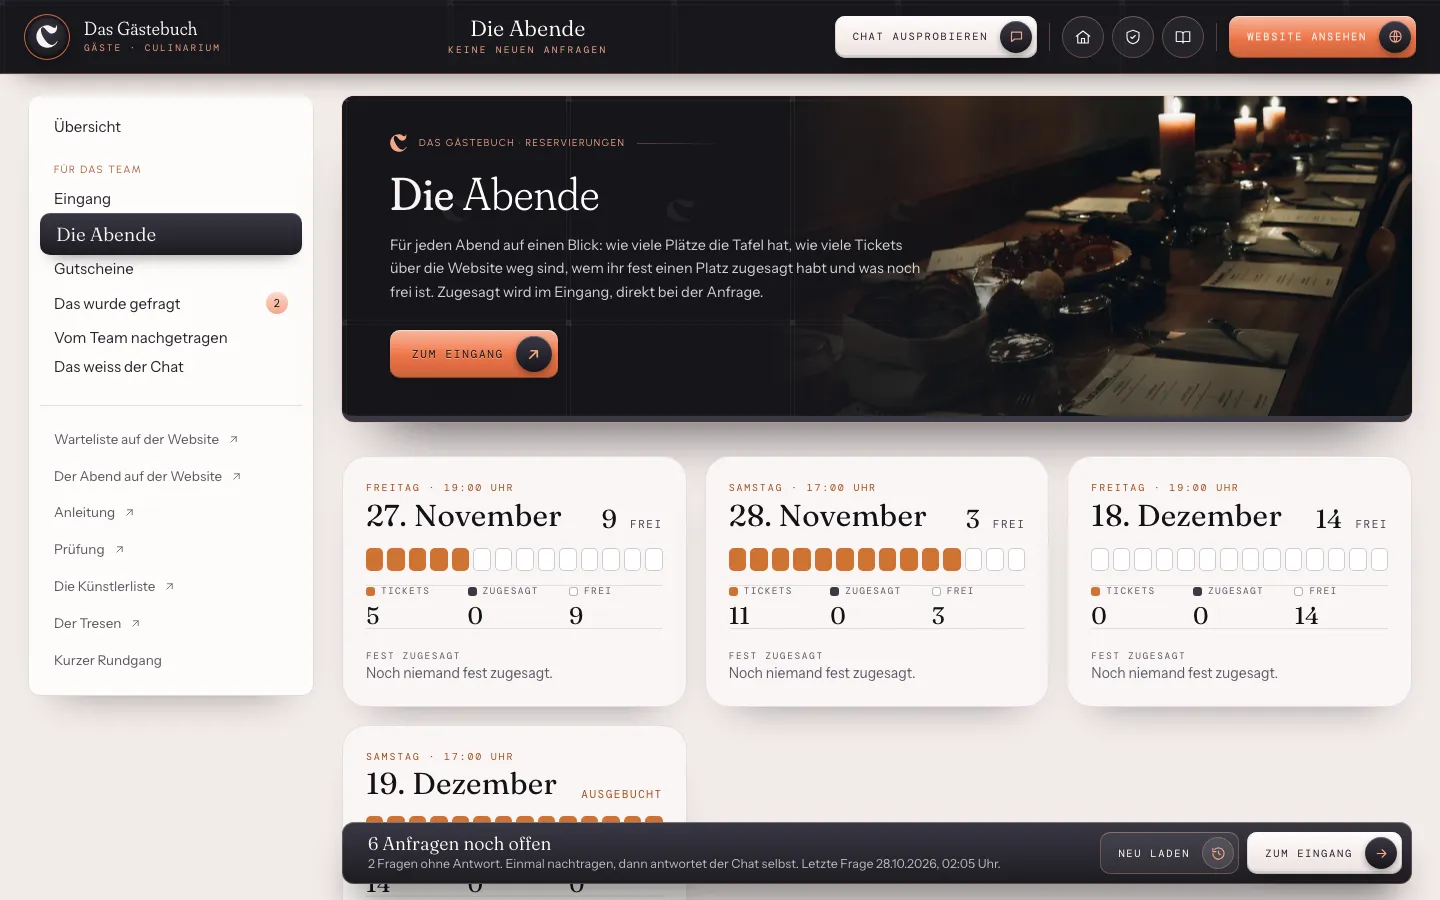 Das Gästebuch
GÄSTE · CULINARIUM
Die Abende
KEINE NEUEN ANFRAGEN
CHAT AUSPROBIEREN
WEBSITE ANSEHEN
Übersicht
FÜR DAS TEAM
Eingang
Die Abende
Gutscheine
Das wurde gefragt
2
Vom Team nachgetragen
Das weiss der Chat
Warteliste auf der Website
Der Abend auf der Website
Anleitung
Prüfung
Die Künstlerliste
Der Tresen
Kurzer Rundgang
DAS GÄSTEBUCH · RESERVIERUNGEN
Die Abende
Für jeden Abend auf einen Blick: wie viele Plätze die Tafel hat, wie viele Tickets
über die Website weg sind, wem ihr fest einen Platz zugesagt habt und was noch
frei ist. Zugesagt wird im Eingang, direkt bei der Anfrage.
ZUM EINGANG
FREITAG · 19:00 UHR
27. November 9 FREI
TICKETS ZUGESAGT FREI
5 0 9
FEST ZUGESAGT
Noch niemand fest zugesagt.
SAMSTAG · 17:00 UHR
28. November 3 FREI
TICKETS ZUGESAGT FREI
11 0 3
FEST ZUGESAGT
Noch niemand fest zugesagt.
FREITAG · 19:00 UHR
18. Dezember 14 FREI
TICKETS ZUGESAGT FREI
0 0 14
FEST ZUGESAGT
Noch niemand fest zugesagt.
SAMSTAG · 17:00 UHR
19. Dezember AUSGEBUCHT
14 0 0
6 Anfragen noch offen
2 Fragen ohne Antwort. Einmal nachtragen, dann antwortet der Chat selbst. Letzte Frage 28.10.2026, 02:05 Uhr.
NEU LADEN
ZUM EINGANG